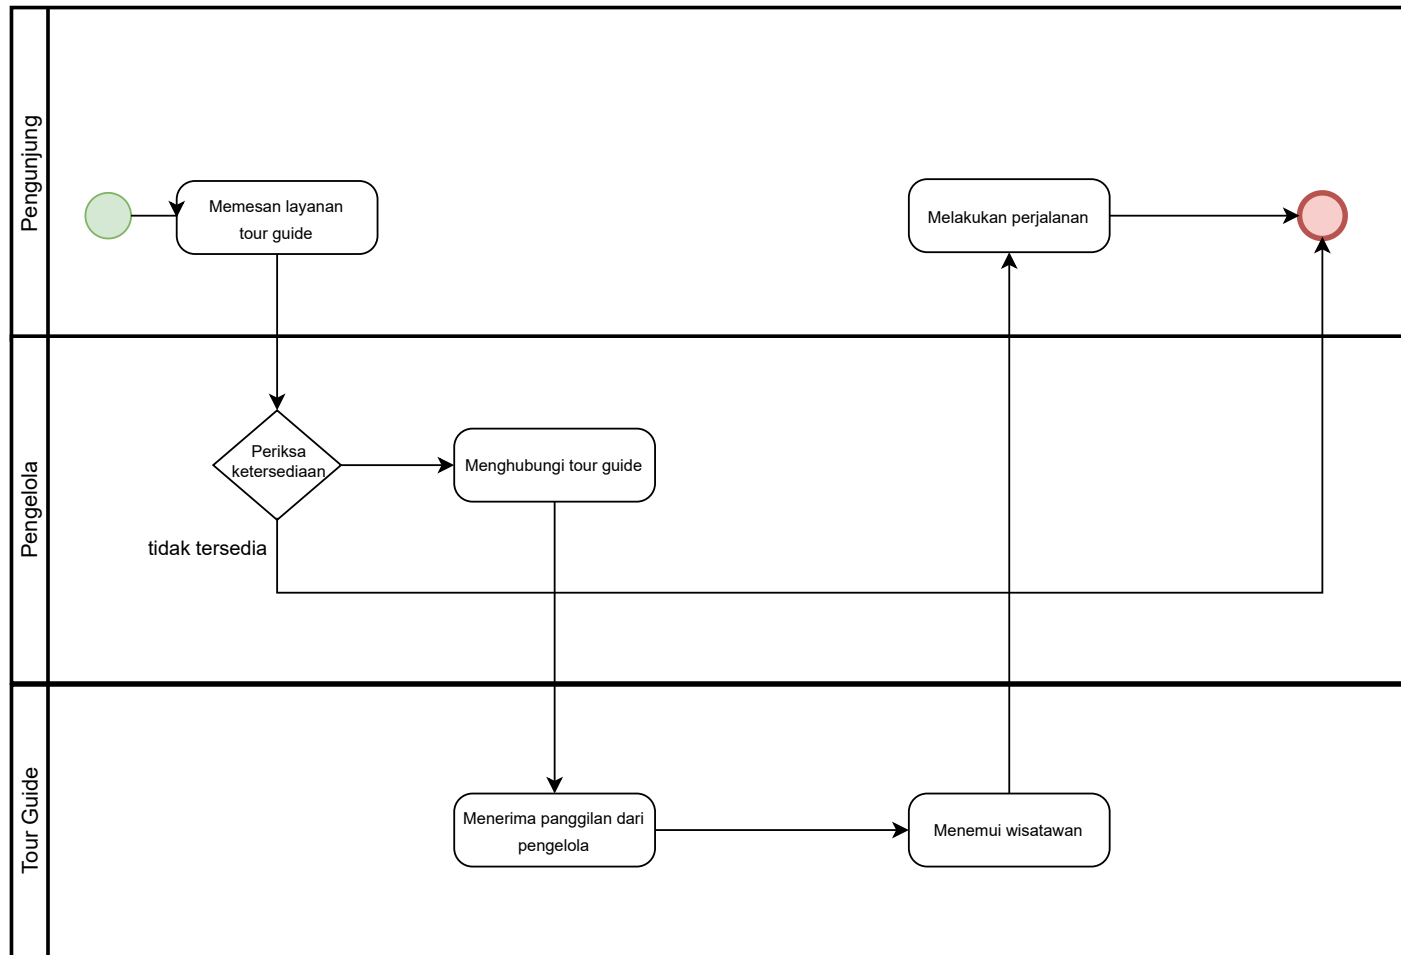 Pengunjung
Memesan layanan
tour guide
Melakukan perjalanan
Pengelola
Periksa
ketersediaan
Menghubungi tour guide
tidak tersedia
Tour Guide
Menerima panggilan dari
pengelola
Menemui wisatawan